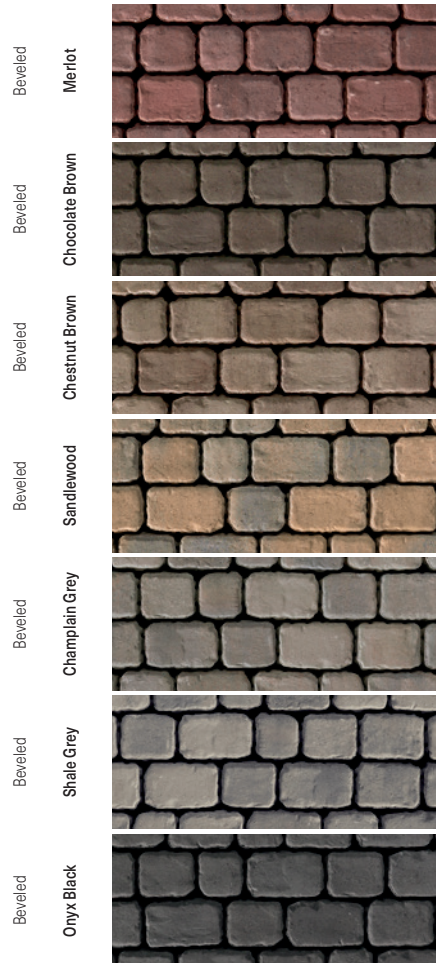 Beveled
Merlot
Beveled
Chocolate Brown
Beveled
Chestnut Brown
Beveled
Sandlewood
Beveled
Champlain Grey
Beveled
Shale Grey
Beveled
Onyx Black